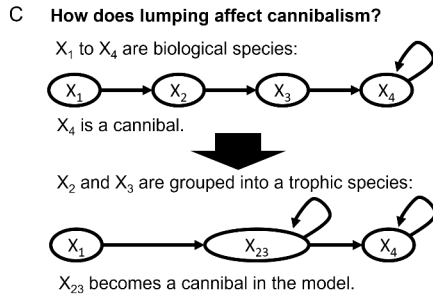 C How does lumping affect cannibalism?
X₁ to X₄ are biological species:
X₁ X₂ X₃ X₄
X₄ is a cannibal.
X₂ and X₃ are grouped into a trophic species:
X₁ X₂₃ X₄
X₂₃ becomes a cannibal in the model.